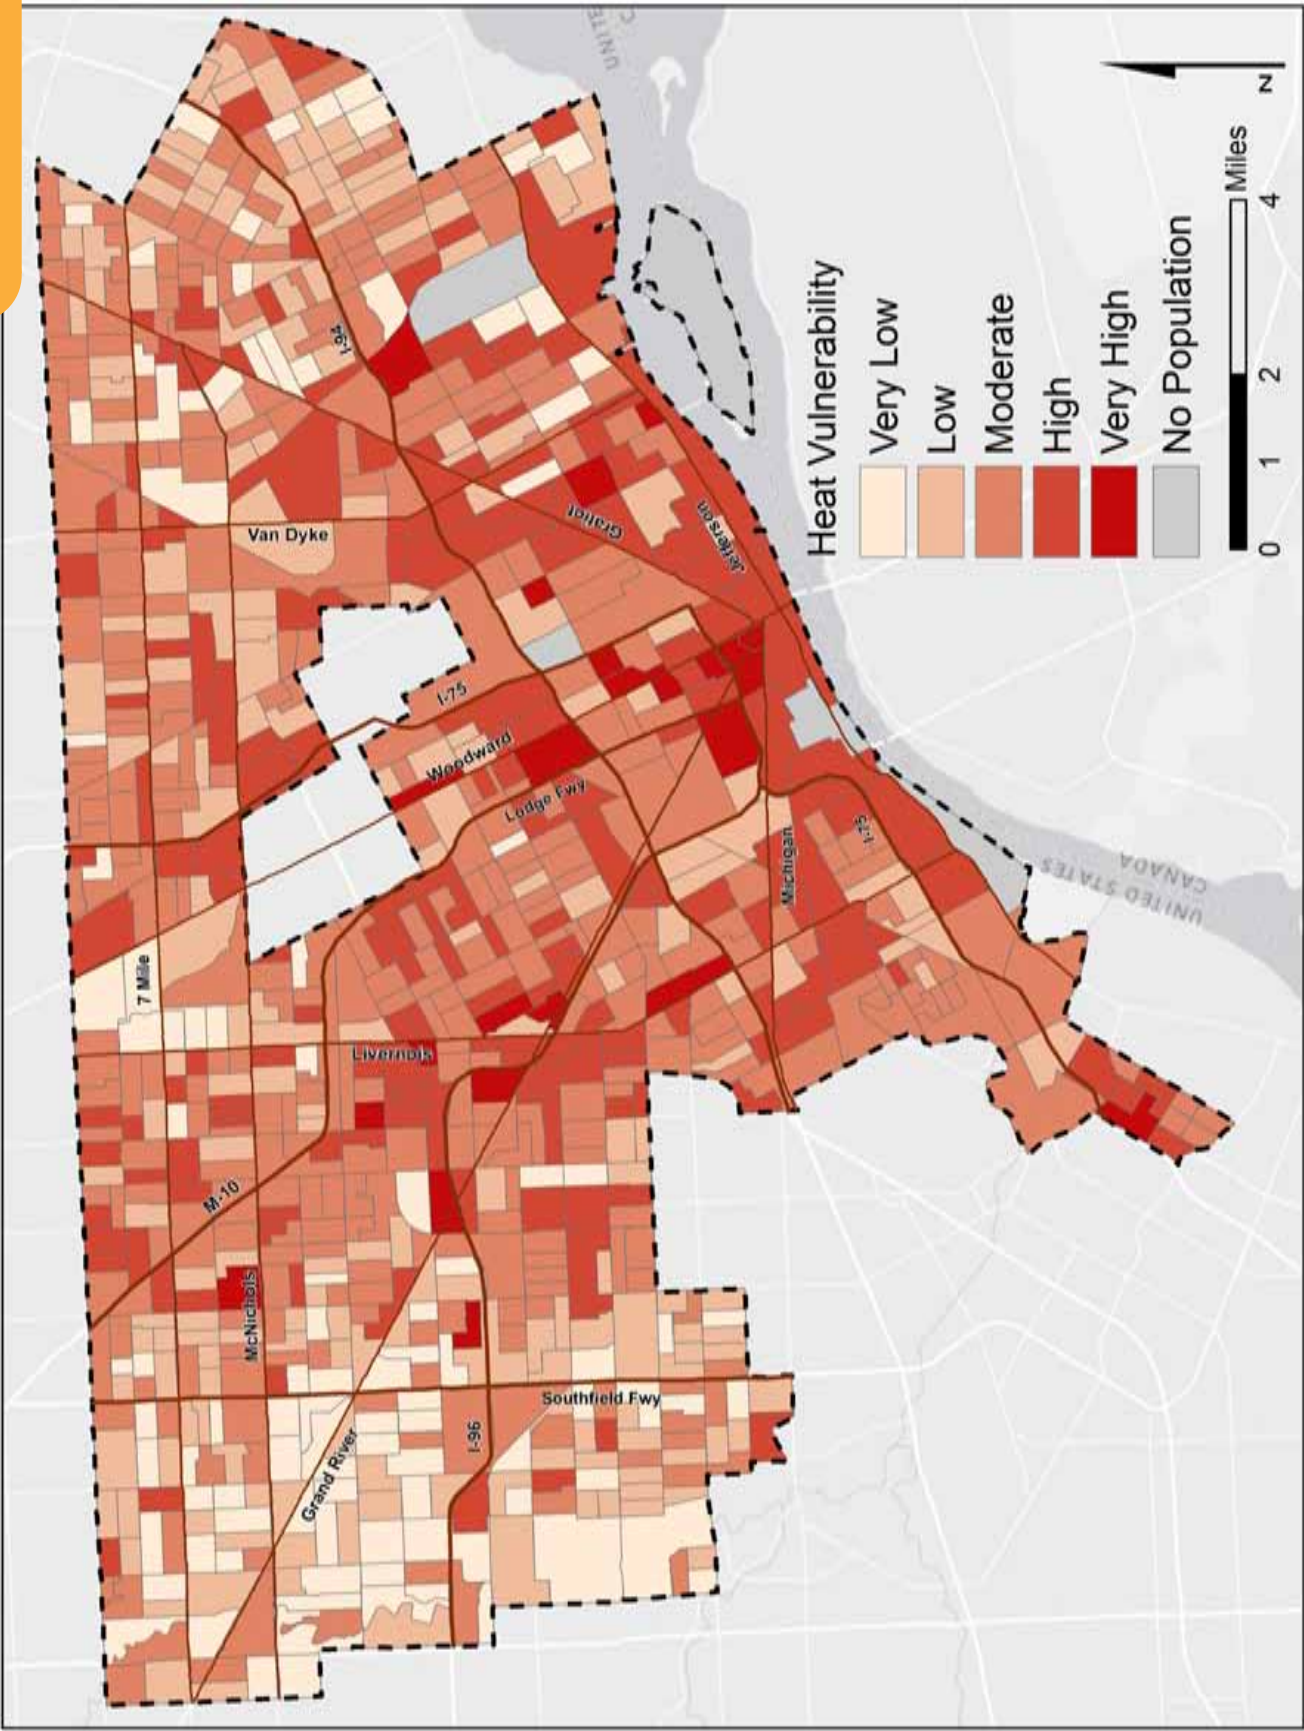 UNITE
C
I-94
Van Dyke
Gratiot
Jefferson
I-75
Woodward
Lodge Fwy
7 Mile
Livernois
Michigan
I-75
M-10
McNichols
Grand River
I-96
Southfield Fwy
UNITED STATES
CANADA
Heat Vulnerability
Very Low
Low
Moderate
High
Very High
No Population
0 1 2 4 Miles
N